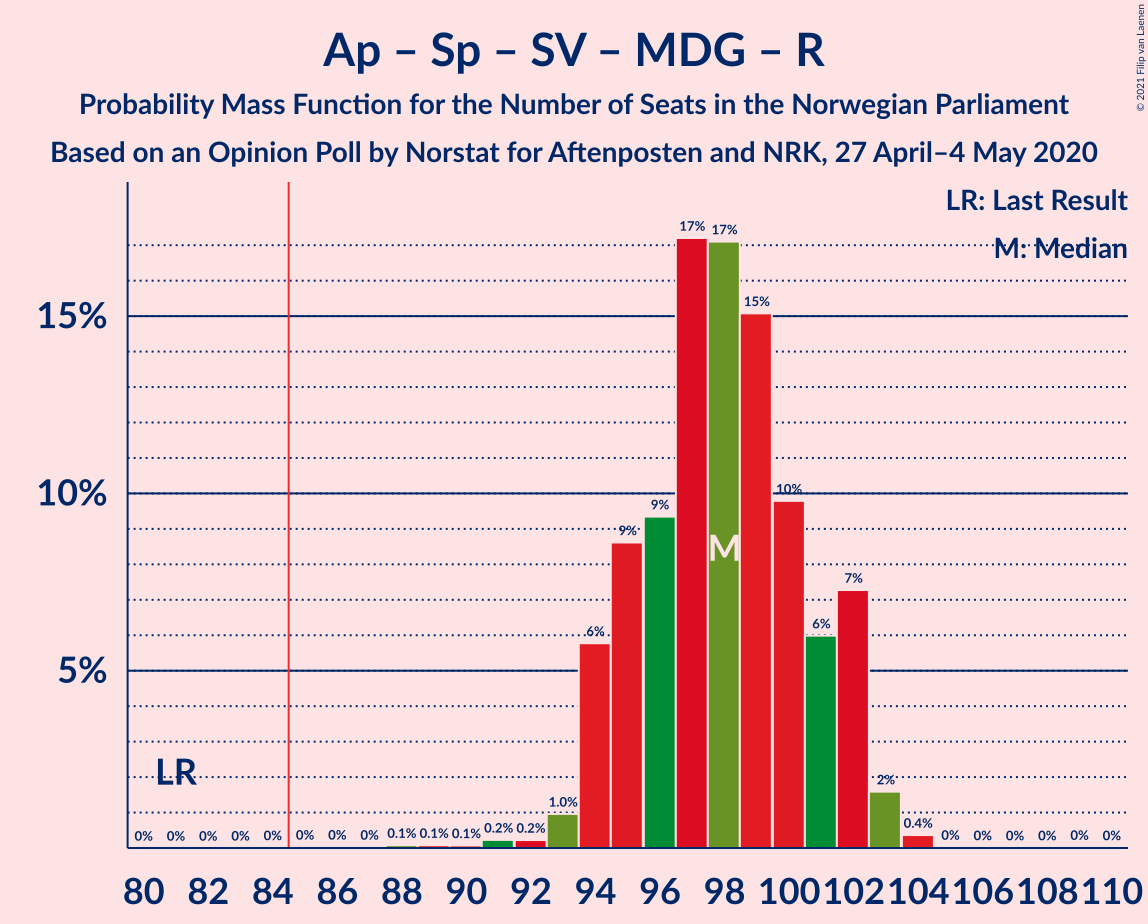 Ap – Sp – SV – MDG – R
Probability Mass Function for the Number of Seats in the Norwegian Parliament
Based on an Opinion Poll by Norstat for Aftenposten and NRK, 27 April–4 May 2020
© 2021 Filip van Laenen
LR: Last Result
M: Median
15%
10%
5%
17% 17%
15%
10%
9%
9%
M
7%
6%
6%
LR
2%
1.0%
0.4%
0% 0% 0% 0% 0% 0% 0% 0% 0.1% 0.1% 0.1% 0.2% 0.2% 0% 0% 0% 0% 0% 0%
80 82 84 86 88 90 92 94 96 98 100 102 104 106 108 110